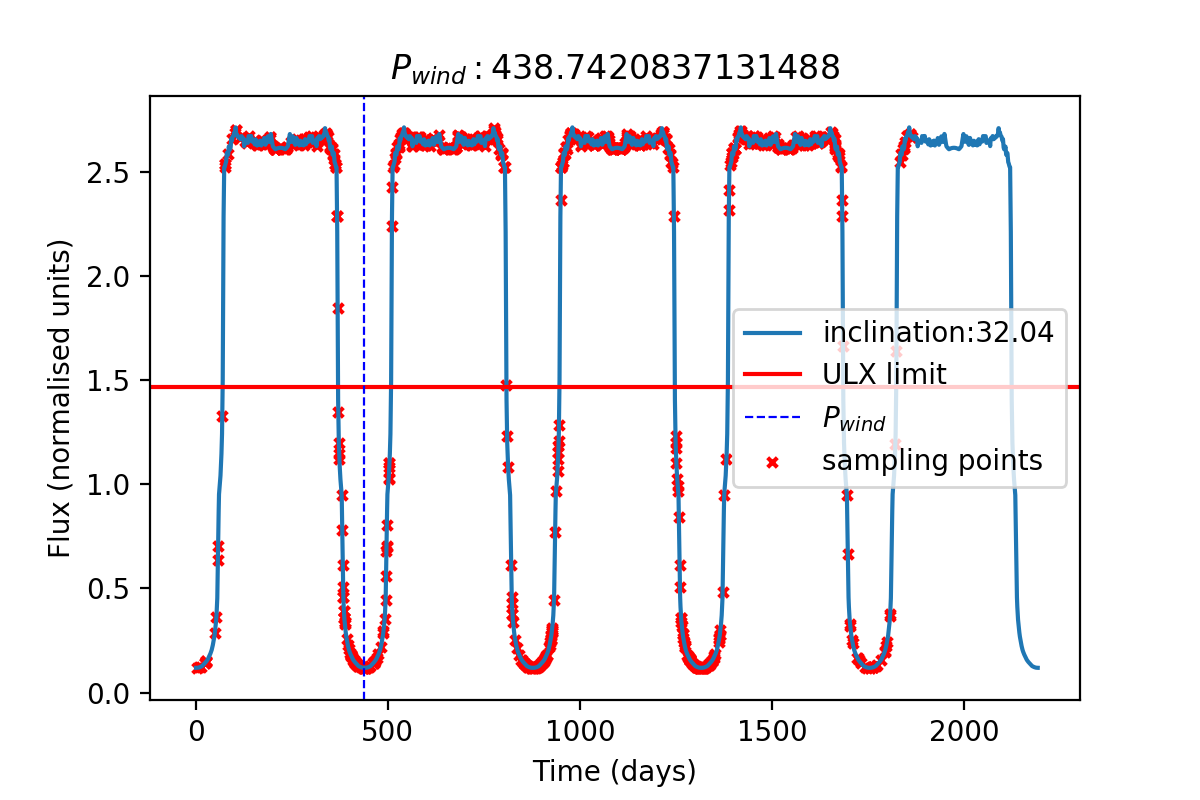 P_wind : 438.7420837131488
Flux (normalised units)
2.5
2.0
1.5
1.0
0.5
0.0
inclination:32.04
ULX limit
P_wind
sampling points
0 500 1000 1500 2000
Time (days)